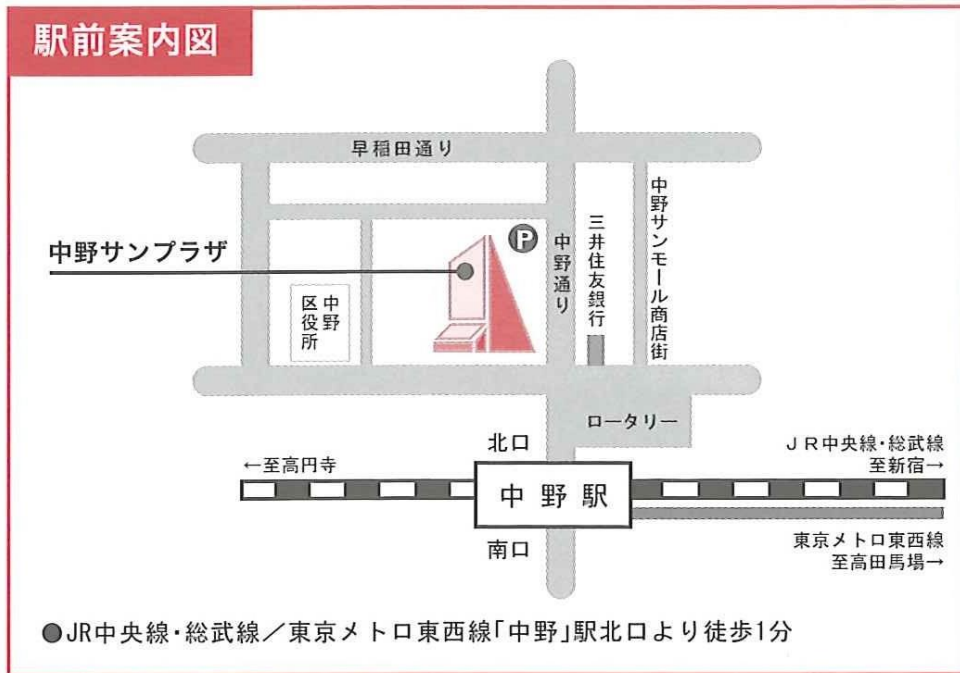 駅前案内図
早稲田通り
中野サンプラザ
P
中野通り
三井住友銀行
中野サンモール商店街
中野
区役所
ロータリー
北口
JR中央線・総武線
至新宿→
←至高円寺
中野駅
南口
東京メトロ東西線
至高田馬場→
●JR中央線・総武線／東京メトロ東西線「中野」駅北口より徒歩1分